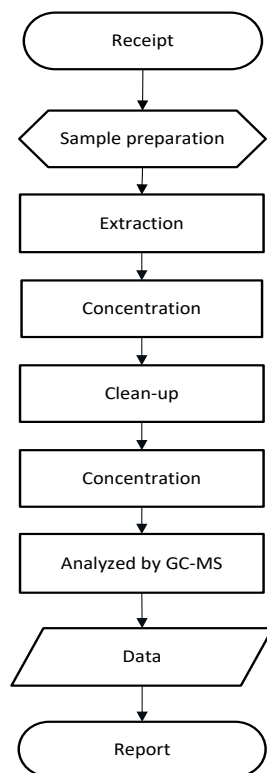 Receipt
Sample preparation
Extraction
Concentration
Clean-up
Concentration
Analyzed by GC-MS
Data
Report